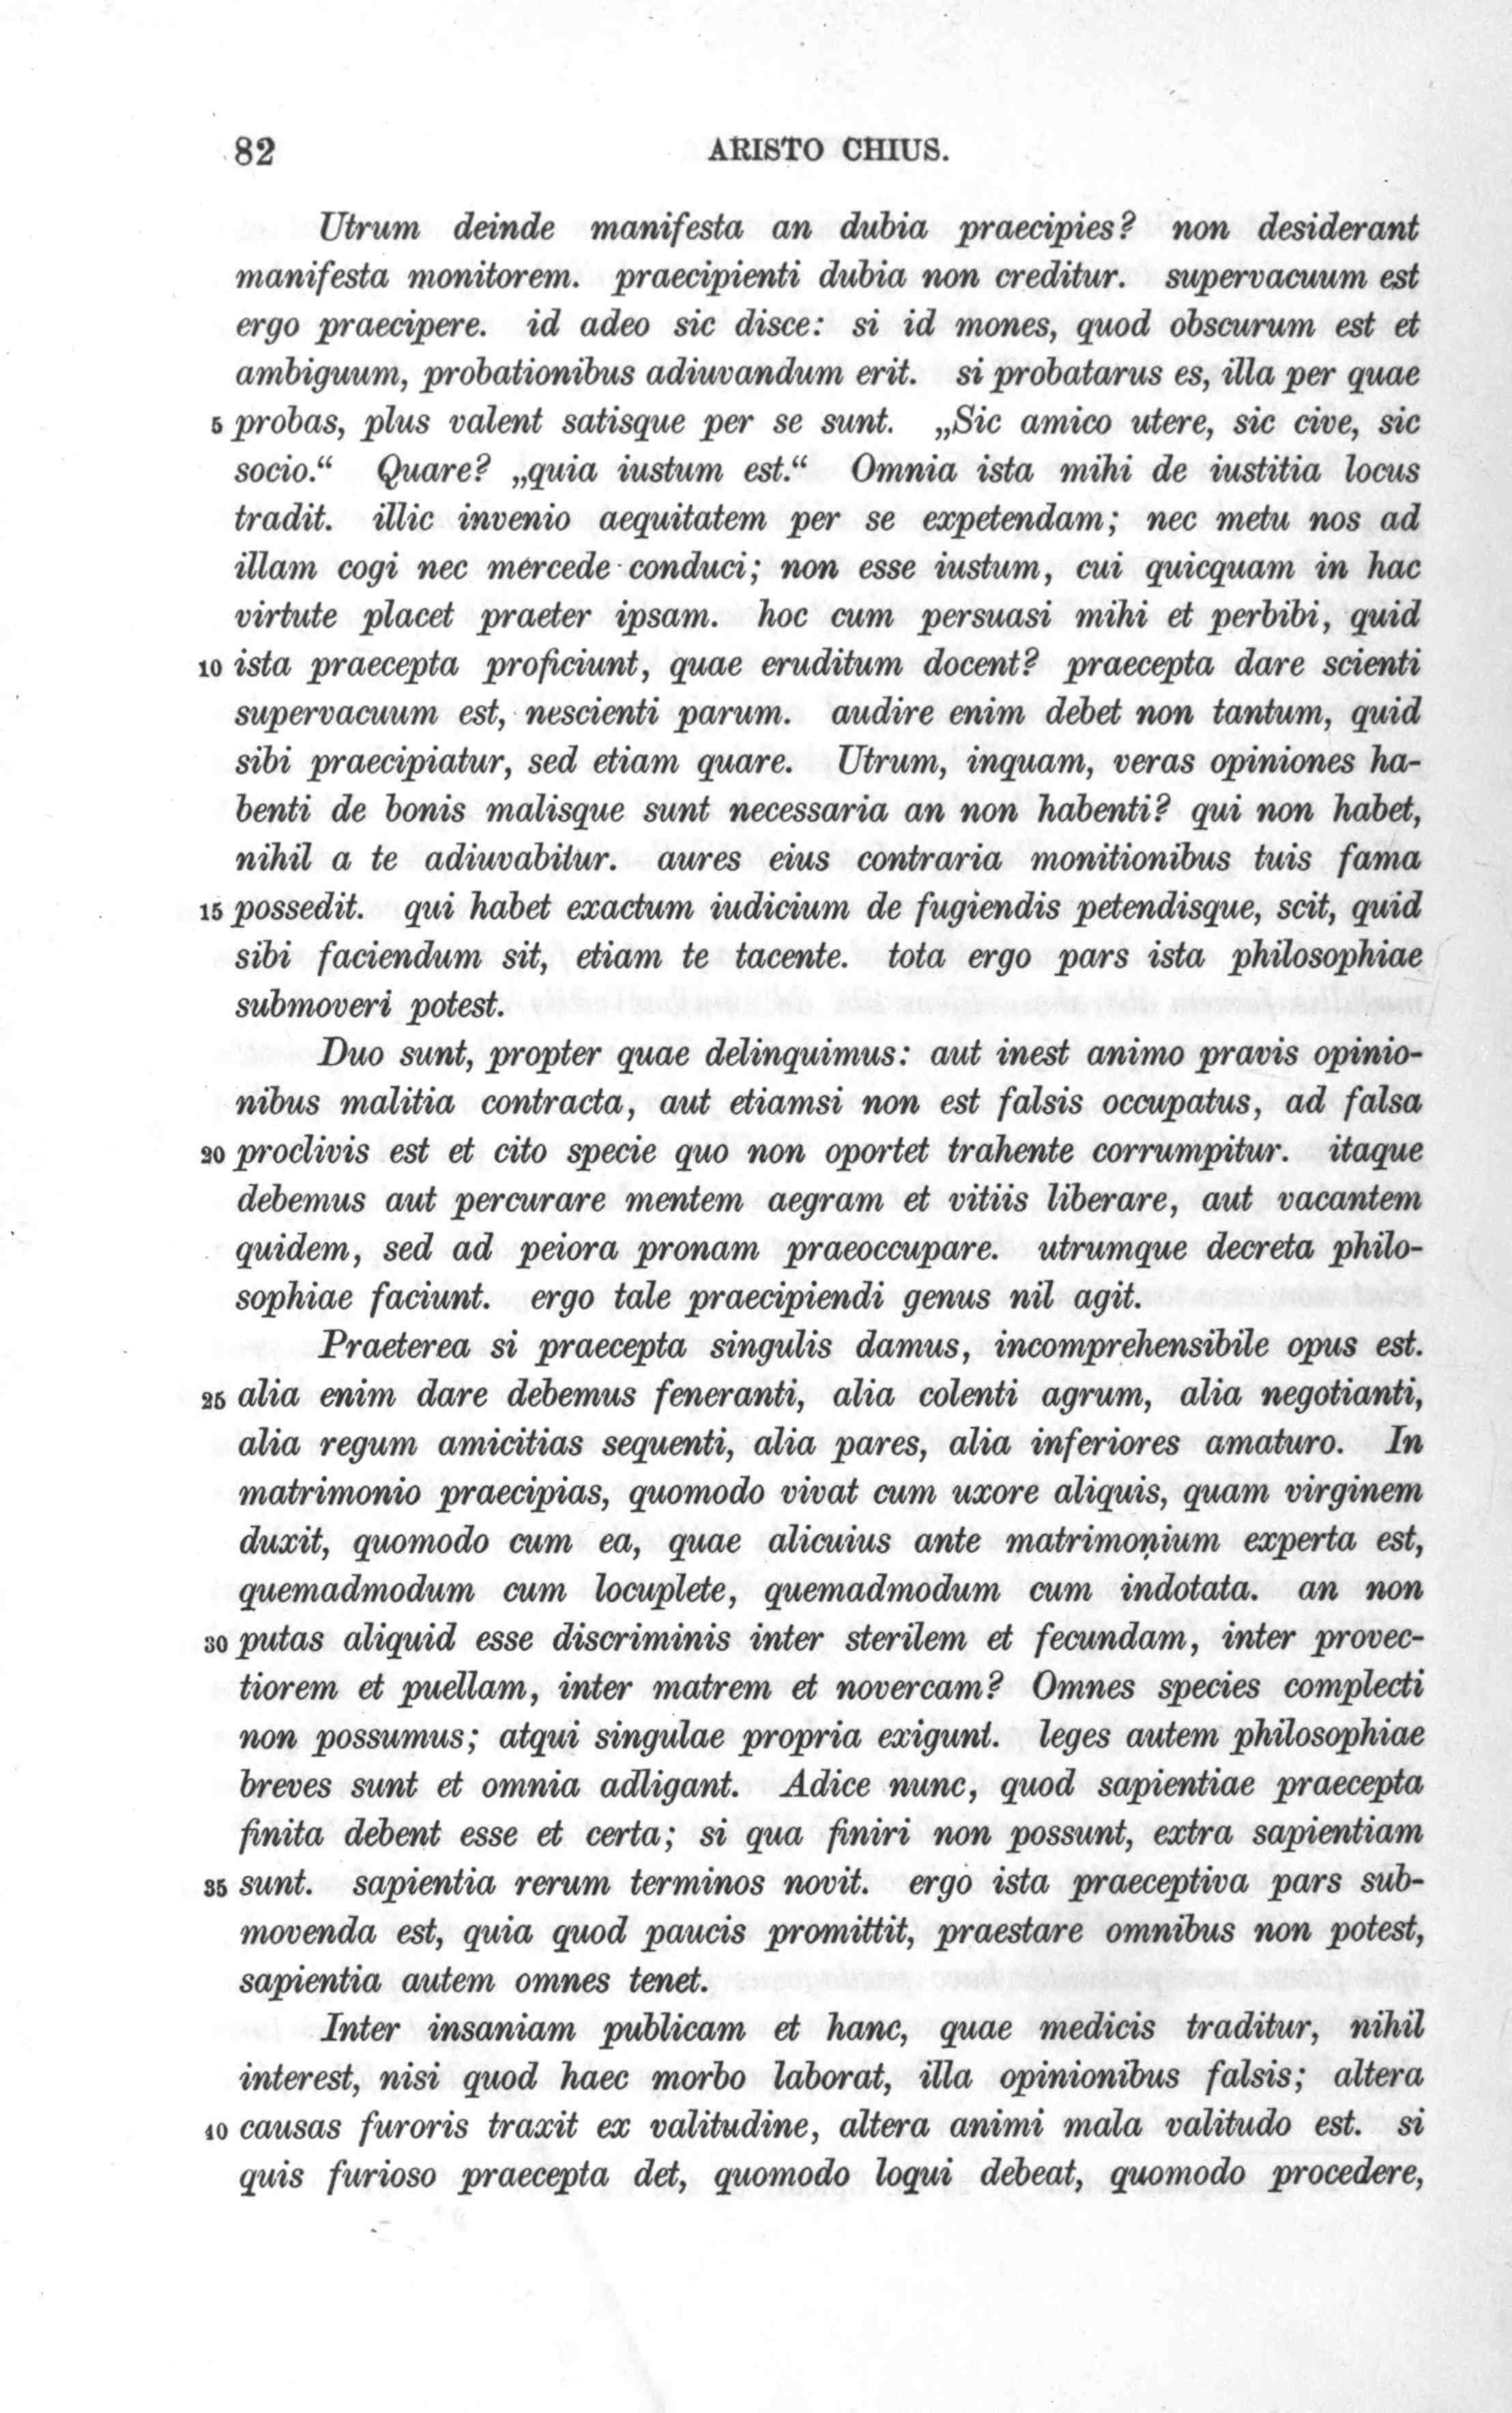 82 ARISTO CHIUS.
Utrum deinde manifesta an dubia praecipies? non desiderant
manifesta monitorem. praecipienti dubia non creditur. supervacuum est
ergo praecipere. id adeo sic disce: si id mones, quod obscurum est et
ambiguum, probationibus adiuvandum erit. si probatarus es, illa per quae
5 probas, plus valent satisque per se sunt. „Sic amico utere, sic cive, sic
socio.“ Quare? „quia iustum est.“ Omnia ista mihi de iustitia locus
tradit. illic invenio aequitatem per se expetendam; nec metu nos ad
illam cogi nec mercede conduci; non esse iustum, cui quicquam in hac
virtute placet praeter ipsam. hoc cum persuasi mihi et perbibi, quid
10 ista praecepta proficiunt, quae eruditum docent? praecepta dare scienti
supervacuum est, nescienti parum. audire enim debet non tantum, quid
sibi praecipiatur, sed etiam quare. Utrum, inquam, veras opiniones ha-
benti de bonis malisque sunt necessaria an non habenti? qui non habet,
nihil a te adiuvabitur. aures eius contraria monitionibus tuis fama
15 possedit. qui habet exactum iudicium de fugiendis petendisque, scit, quid
sibi faciendum sit, etiam te tacente. tota ergo pars ista philosophiae
submoveri potest.
Duo sunt, propter quae delinquimus: aut inest animo pravis opinio-
nibus malitia contracta, aut etiamsi non est falsis occupatus, ad falsa
20 proclivis est et cito specie quo non oportet trahente corrumpitur. itaque
debemus aut percurare mentem aegram et vitiis liberare, aut vacantem
quidem, sed ad peiora pronam praeoccupare. utrumque decreta philo-
sophiae faciunt. ergo tale praecipiendi genus nil agit.
Praeterea si praecepta singulis damus, incomprehensibile opus est.
25 alia enim dare debemus feneranti, alia colenti agrum, alia negotianti,
alia regum amicitias sequenti, alia pares, alia inferiores amaturo. In
matrimonio praecipias, quomodo vivat cum uxore aliquis, quam virginem
duxit, quomodo cum ea, quae alicuius ante matrimonium experta est,
quemadmodum cum locuplete, quemadmodum cum indotata. an non
30 putas aliquid esse discriminis inter sterilem et fecundam, inter provec-
tiorem et puellam, inter matrem et novercam? Omnes species complecti
non possumus; atqui singulae propria exigunt. leges autem philosophiae
breves sunt et omnia adligant. Adice nunc, quod sapientiae praecepta
finita debent esse et certa; si qua finiri non possunt, extra sapientiam
35 sunt. sapientia rerum terminos novit. ergo ista praeceptiva pars sub-
movenda est, quia quod paucis promittit, praestare omnibus non potest,
sapientia autem omnes tenet.
Inter insaniam publicam et hanc, quae medicis traditur, nihil
interest, nisi quod haec morbo laborat, illa opinionibus falsis; altera
40 causas furoris traxit ex valitudine, altera animi mala valitudo est. si
quis furioso praecepta det, quomodo loqui debeat, quomodo procedere,